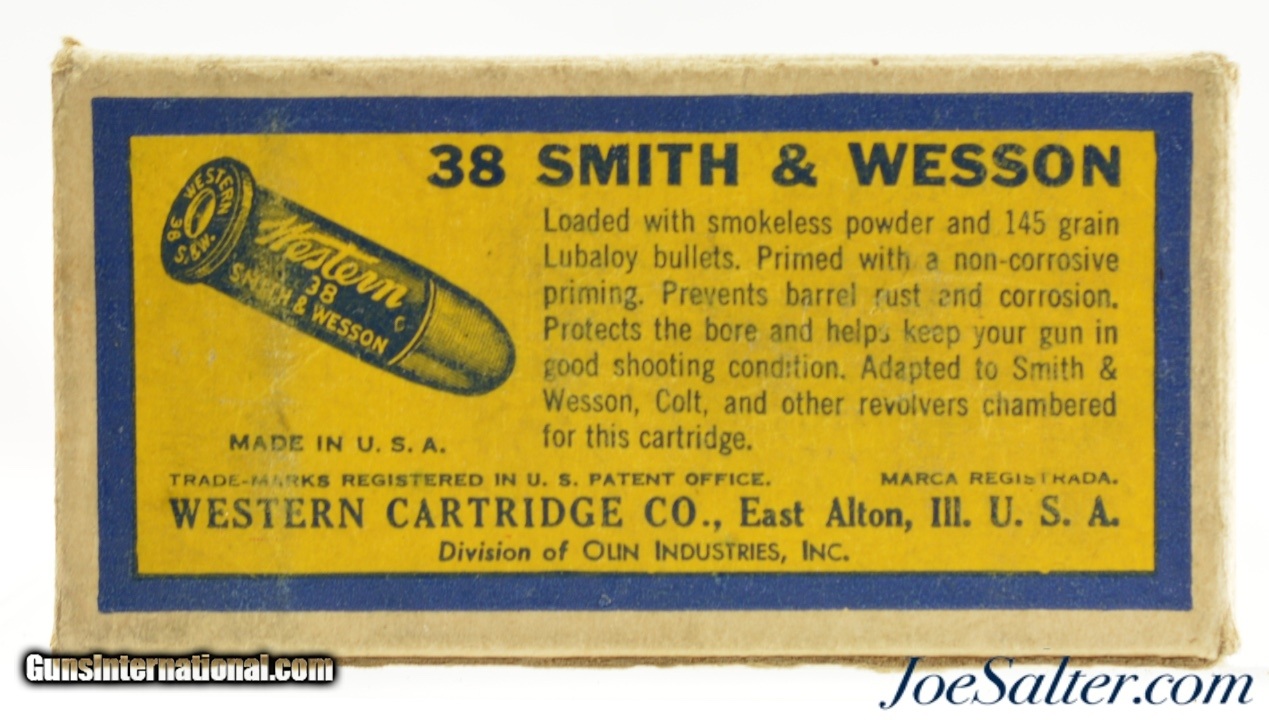 38 SMITH & WESSON
WESTERN
38
S.&W.
Western
38
SMITH & WESSON
Loaded with smokeless powder and 145 grain
Lubaloy bullets. Primed with a non-corrosive
priming. Prevents barrel rust and corrosion.
Protects the bore and helps keep your gun in
good shooting condition. Adapted to Smith &
Wesson, Colt, and other revolvers chambered
for this cartridge.
MADE IN U. S. A.
TRADE-MARKS REGISTERED IN U. S. PATENT OFFICE. MARCA REGISTRADA.
WESTERN CARTRIDGE CO., East Alton, Ill. U. S. A.
Division of OLIN INDUSTRIES, INC.
GunsInternational.com
JoeSalter.com